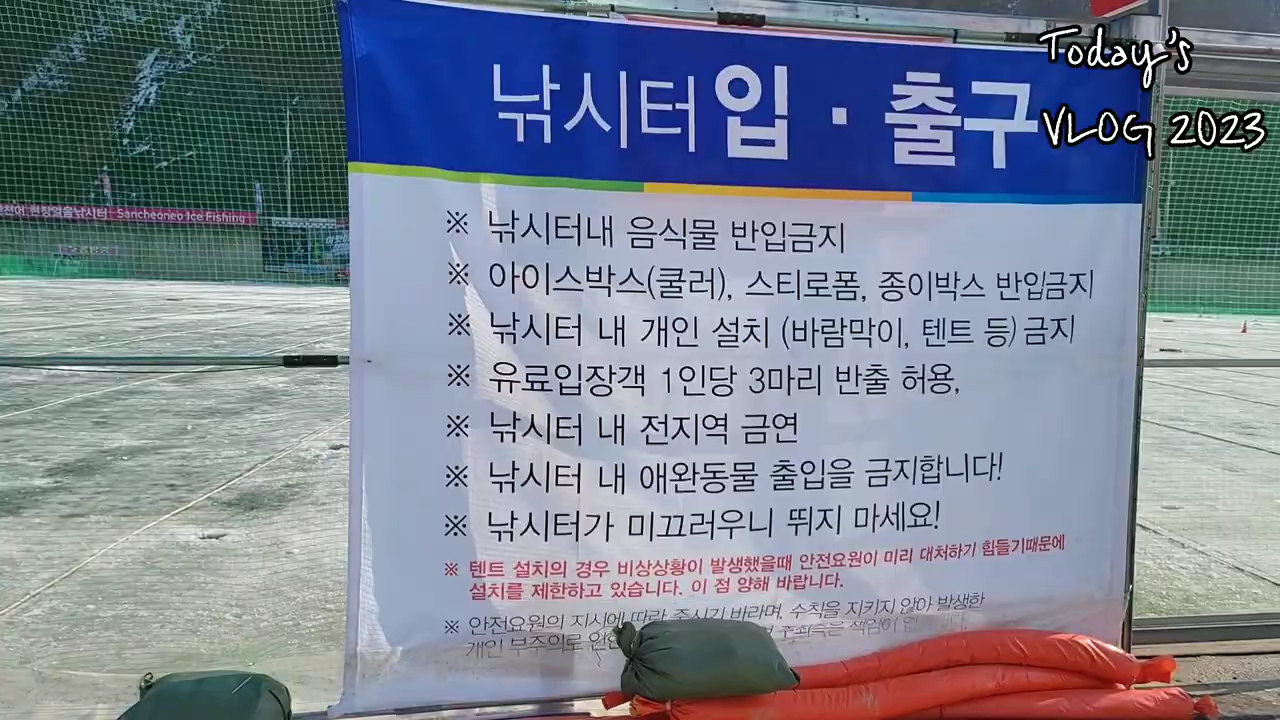 Today's
VLOG 2023
낚시터 입 · 출구
Sancheoneo Ice Fishing
※ 낚시터내 음식물 반입금지
※ 아이스박스(쿨러), 스티로폼, 종이박스 반입금지
※ 낚시터 내 개인 설치 (바람막이, 텐트 등) 금지
※ 유료입장객 1인당 3마리 반출 허용,
※ 낚시터 내 전지역 금연
※ 낚시터 내 애완동물 출입을 금지합니다!
※ 낚시터가 미끄러우니 뛰지 마세요!
※ 텐트 설치의 경우 비상상황이 발생했을때 안전요원이 미리 대처하기 힘들기때문에
설치를 제한하고 있습니다. 이 점 양해 바랍니다.
※ 안전요원의 지시에 따라 주시기 바라며, 수칙을 지키지 않아 발생한
개인 부주의로 주최측은 책임이